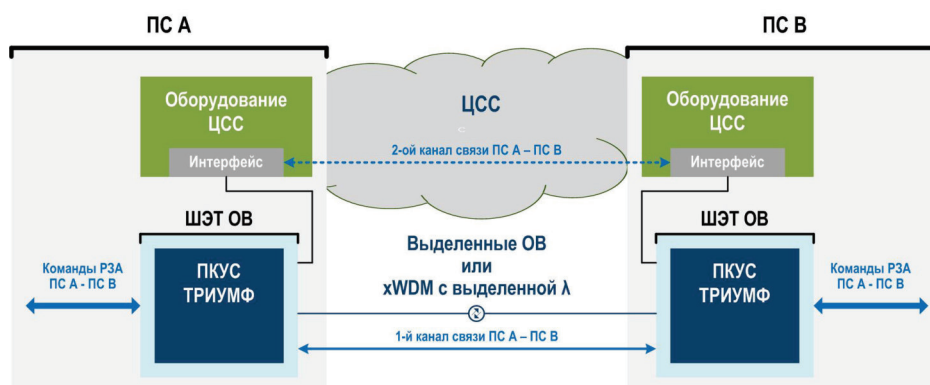 ПС А
ПС В
Оборудование
ЦСС
Интерфейс
ЦСС
2-ой канал связи ПС А – ПС В
Оборудование
ЦСС
Интерфейс
ШЭТ ОВ
ПКУС
ТРИУМФ
Команды РЗА
ПС А - ПС В
Выделенные ОВ
или
xWDM с выделенной λ
1-й канал связи ПС А – ПС В
ШЭТ ОВ
ПКУС
ТРИУМФ
Команды РЗА
ПС А - ПС В